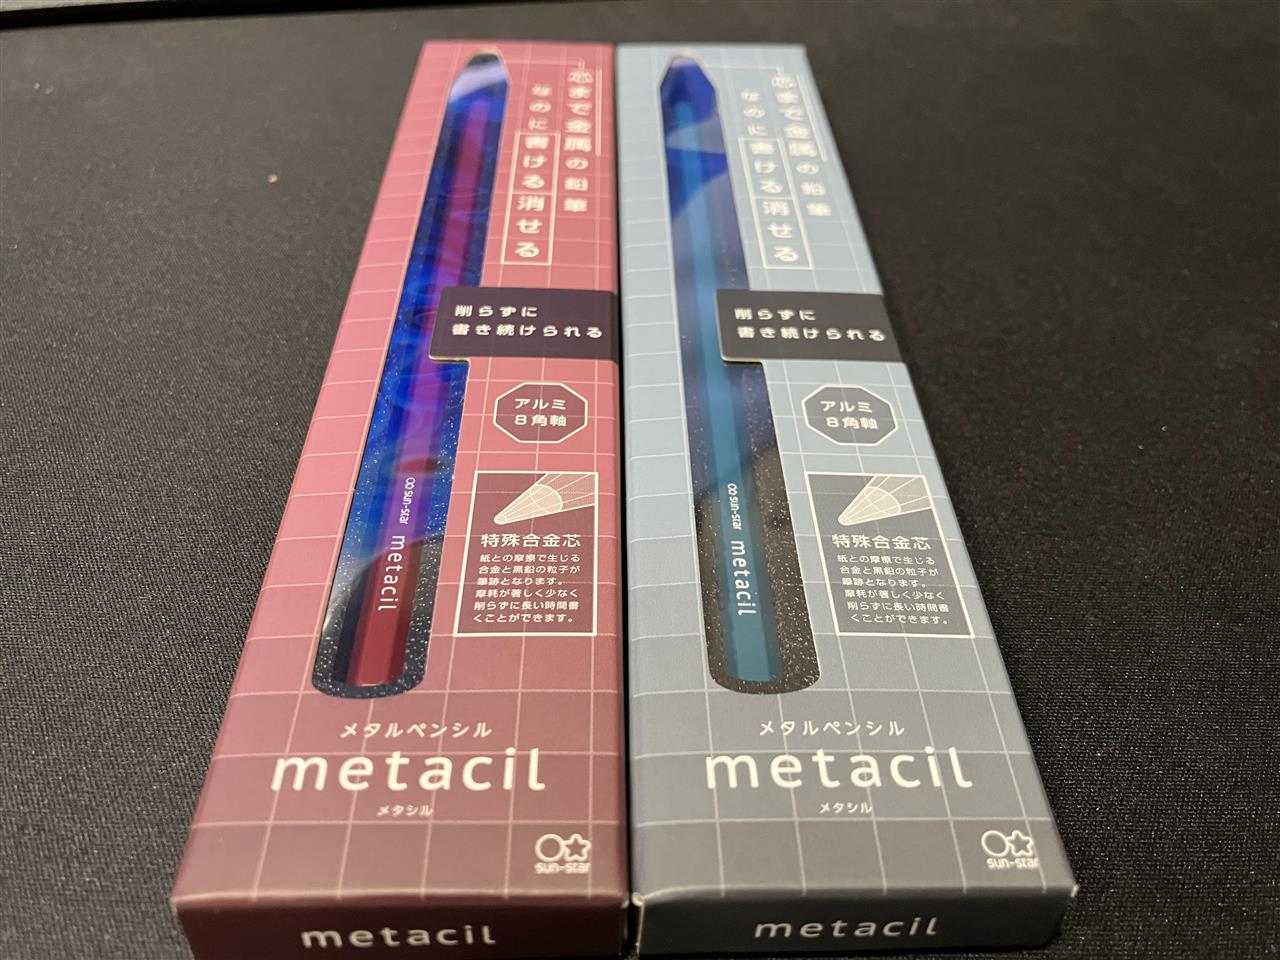 芯まで金属の鉛筆
なのに書ける消せる
削らずに
書き続けられる
アルミ
8角軸
sun-star metacil
特殊合金芯
紙との摩擦で生じる
合金と黒鉛の粒子が
筆跡となります。
摩耗が著しく少なく
削らずに長い時間書
くことができます。
メタルペンシル
metacil
メタシル
sun-star
metacil
芯まで金属の鉛筆
なのに書ける消せる
削らずに
書き続けられる
アルミ
8角軸
sun-star metacil
特殊合金芯
紙との摩擦で生じる
合金と黒鉛の粒子が
筆跡となります。
摩耗が著しく少なく
削らずに長い時間書
くことができます。
メタルペンシル
metacil
メタシル
sun-star
metacil